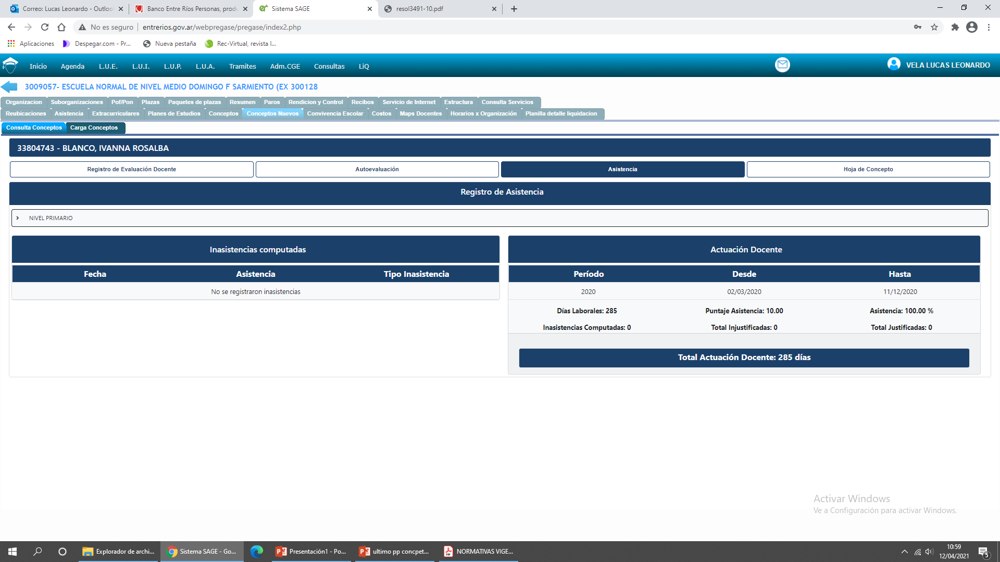 Correo: Lucas Leonardo - Outloo
Banco Entre Ríos Personas, produ
Sistema SAGE
resol3491-10.pdf
No es seguro
entrerios.gov.ar/webpregase/pregase/index2.php
Aplicaciones
Despegar.com - Pr...
Nueva pestaña
Rec-Virtual, revista I...
Inicio
Agenda
L.U.E.
L.U.I.
L.U.P.
L.U.A.
Tramites
Adm.CGE
Consultas
LiQ
VELA LUCAS LEONARDO
3009057- ESCUELA NORMAL DE NIVEL MEDIO DOMINGO F SARMIENTO (EX 300128
Organizacion
Suborganizaciones
Pof/Pon
Plazas
Paquetes de plazas
Resumen
Paros
Rendicion y Control
Recibos
Servicio de Internet
Estructura
Consulta Servicios
Reubicaciones
Asistencia
Extracurriculares
Planes de Estudios
Conceptos
Conceptos Nuevos
Convivencia Escolar
Costos
Maps Docentes
Horarios x Organización
Planilla detalle liquidacion
Consulta Conceptos
Carga Conceptos
33804743 - BLANCO, IVANNA ROSALBA
Registro de Evaluación Docente
Autoevaluación
Asistencia
Hoja de Concepto
Registro de Asistencia
NIVEL PRIMARIO
Inasistencias computadas
Fecha
Asistencia
Tipo Inasistencia
No se registraron inasistencias
Actuación Docente
Período
Desde
Hasta
2020
02/03/2020
11/12/2020
Días Laborales: 285
Puntaje Asistencia: 10.00
Asistencia: 100.00 %
Inasistencias Computadas: 0
Total Injustificadas: 0
Total Justificadas: 0
Total Actuación Docente: 285 días
Activar Windows
Ve a Configuración para activar Windows.
Explorador de archi...
Sistema SAGE - Go...
Presentación1 - Po...
ultimo pp concpet...
NORMATIVAS VIGE...
10:59
12/04/2021
5